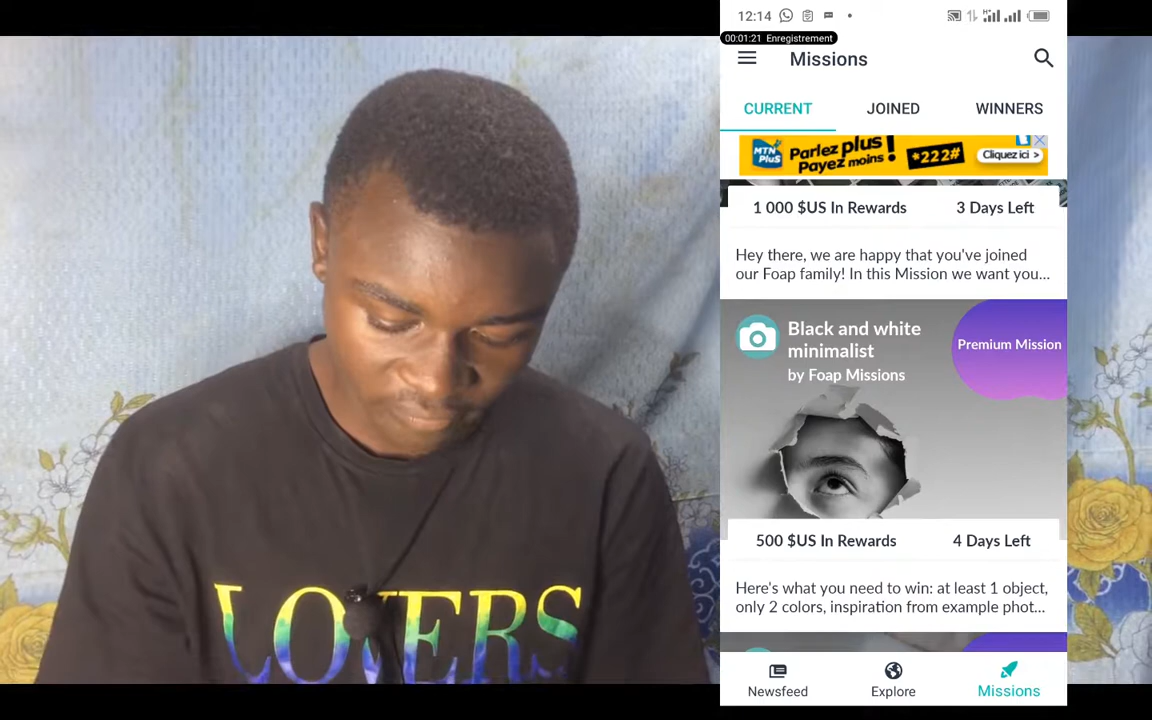 LOVERS
12:14
00:01:21 Enregistrement
Missions
CURRENT JOINED WINNERS
MTN PLUS
Parlez plus !
Payez moins
*222#
Cliquez ici >
1 000 $US In Rewards 3 Days Left
Hey there, we are happy that you've joined
our Foap family! In this Mission we want you...
Black and white
minimalist
by Foap Missions
Premium Mission
500 $US In Rewards 4 Days Left
Here's what you need to win: at least 1 object,
only 2 colors, inspiration from example phot...
Newsfeed Explore Missions